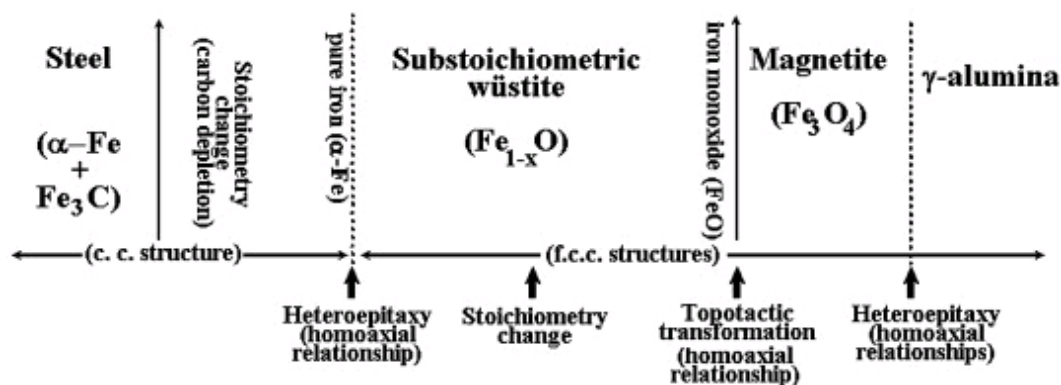 Steel
(α–Fe
+
Fe3C)
Stoichiometry
change
(carbon depletion)
pure iron (α-Fe)
Substoichiometric
wüstite
(Fe1-xO)
iron monoxide (FeO)
Magnetite
(Fe3O4)
γ-alumina
(c. c. structure)
(f.c.c. structures)
Heteroepitaxy
(homoaxial
relationship)
Stoichiometry
change
Topotactic
transformation
(homoaxial
relationship)
Heteroepitaxy
(homoaxial
relationships)